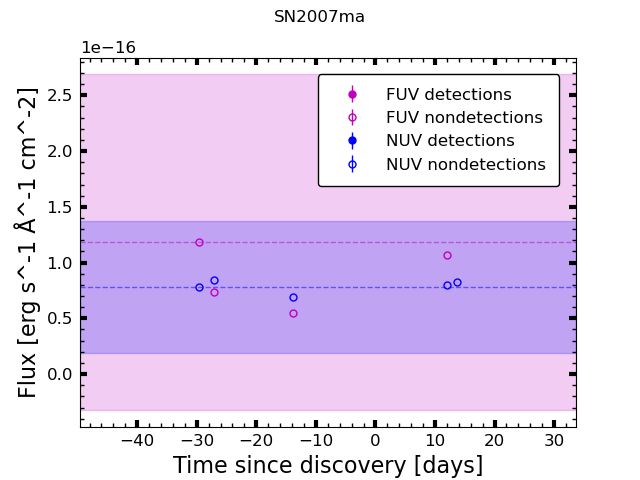 SN2007ma
1e−16
FUV detections
FUV nondetections
NUV detections
NUV nondetections
2.5
2.0
1.5
1.0
0.5
0.0
Flux [erg s^-1 Å^-1 cm^-2]
−40 −30 −20 −10 0 10 20 30
Time since discovery [days]